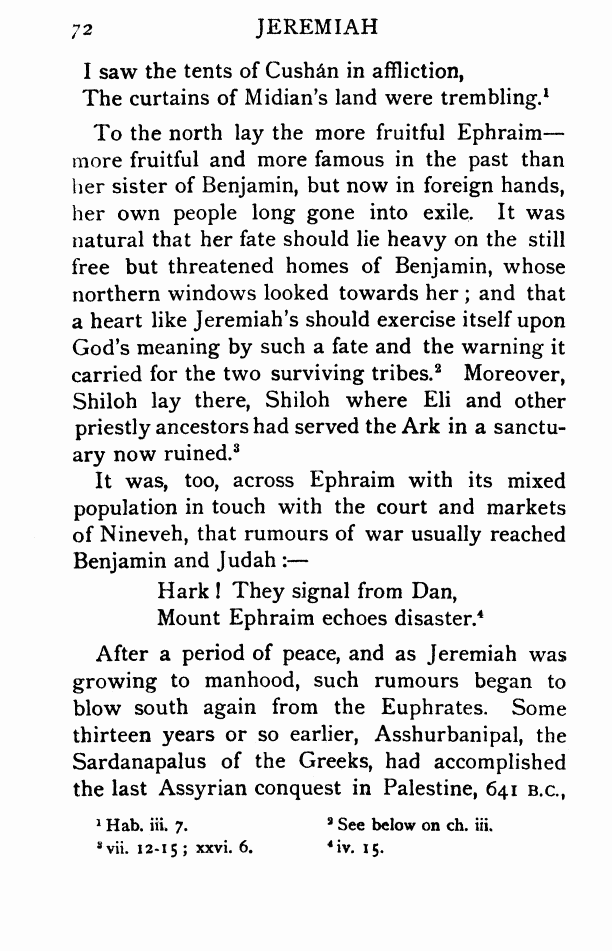 72 JEREMIAH
I saw the tents of Cushán in affliction,
The curtains of Midian's land were trembling.¹
To the north lay the more fruitful Ephraim—
more fruitful and more famous in the past than
her sister of Benjamin, but now in foreign hands,
her own people long gone into exile. It was
natural that her fate should lie heavy on the still
free but threatened homes of Benjamin, whose
northern windows looked towards her ; and that
a heart like Jeremiah's should exercise itself upon
God's meaning by such a fate and the warning it
carried for the two surviving tribes.² Moreover,
Shiloh lay there, Shiloh where Eli and other
priestly ancestors had served the Ark in a sanctu-
ary now ruined.³
It was, too, across Ephraim with its mixed
population in touch with the court and markets
of Nineveh, that rumours of war usually reached
Benjamin and Judah :—
Hark ! They signal from Dan,
Mount Ephraim echoes disaster.⁴
After a period of peace, and as Jeremiah was
growing to manhood, such rumours began to
blow south again from the Euphrates. Some
thirteen years or so earlier, Asshurbanipal, the
Sardanapalus of the Greeks, had accomplished
the last Assyrian conquest in Palestine, 641 B.C.,
¹ Hab. iii. 7. ² See below on ch. iii.
³ vii. 12-15 ; xxvi. 6. ⁴ iv. 15.